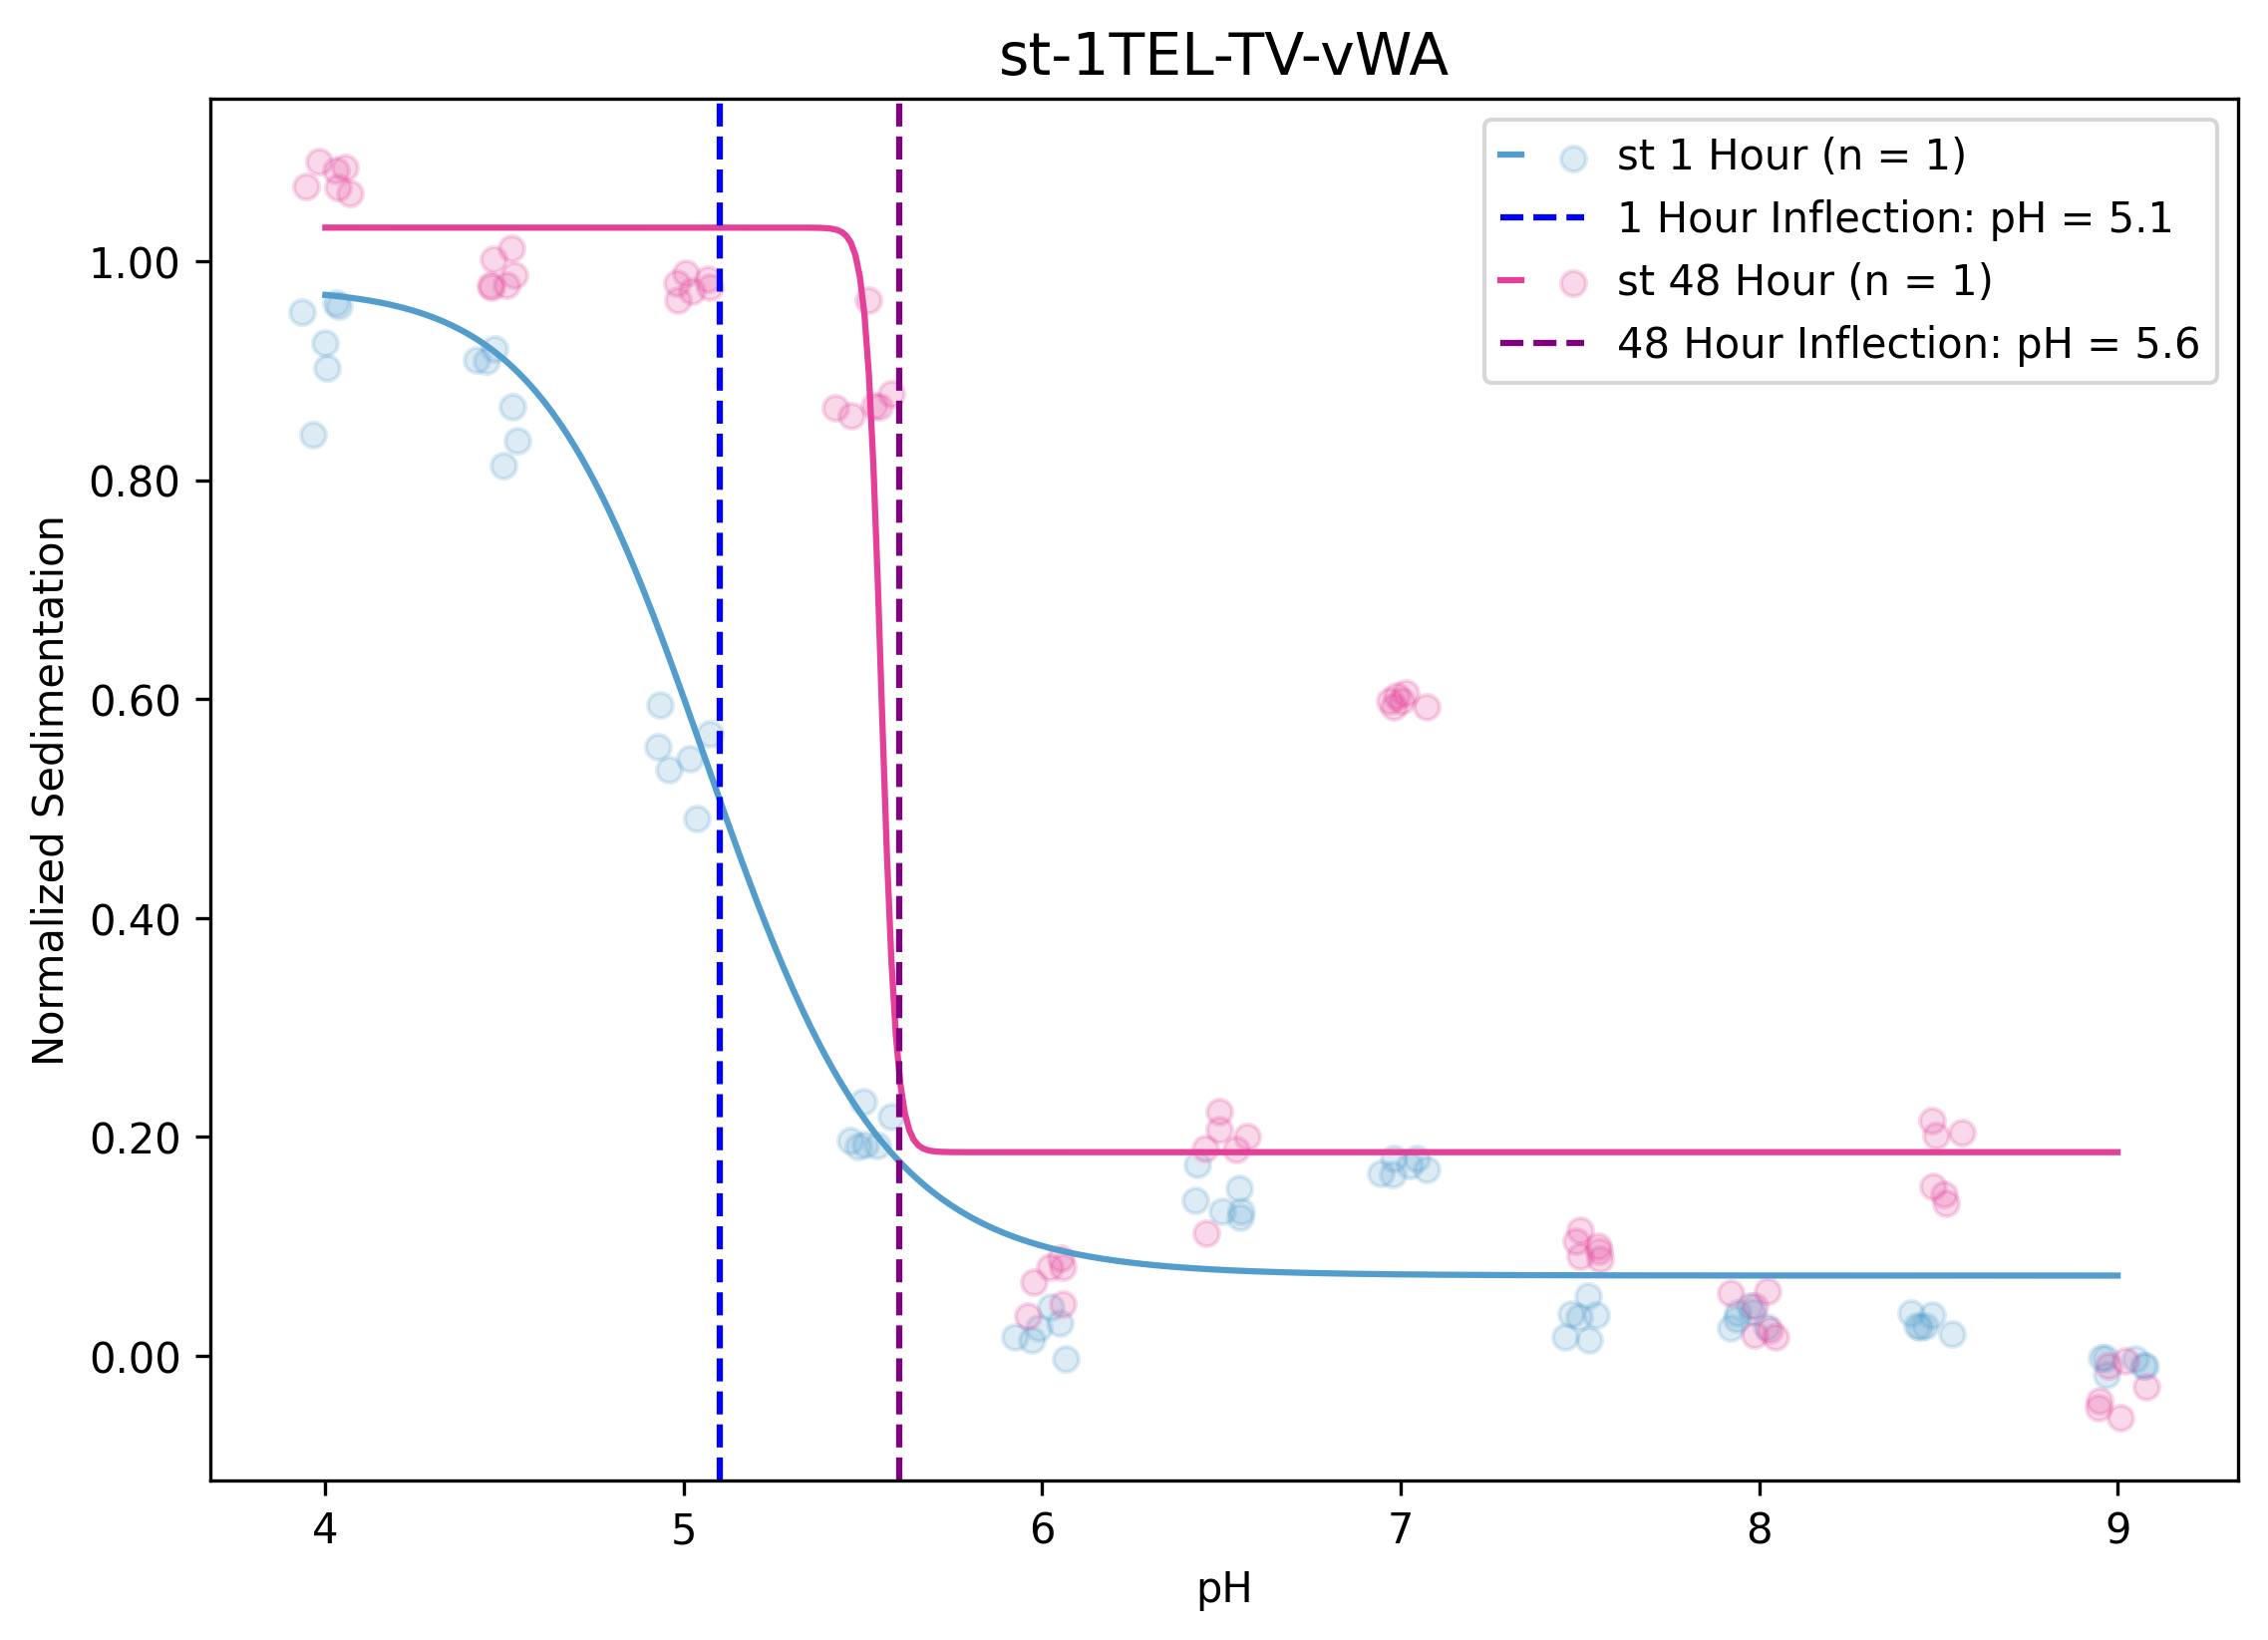 st-1TEL-TV-vWA
st 1 Hour (n = 1)
1 Hour Inflection: pH = 5.1
st 48 Hour (n = 1)
48 Hour Inflection: pH = 5.6
Normalized Sedimentation
1.00
0.80
0.60
0.40
0.20
0.00
4 5 6 7 8 9
pH